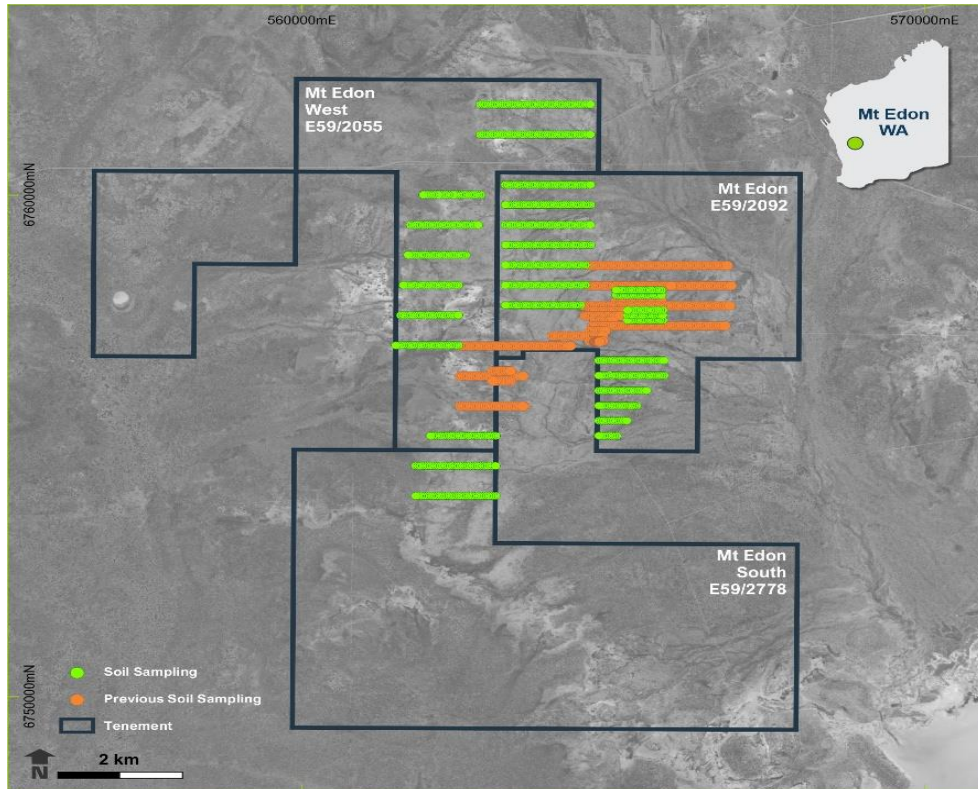 560000mE
570000mE
Mt Edon
West
E59/2055
Mt Edon
WA
6760000mN
Mt Edon
E59/2092
Mt Edon
South
E59/2778
6750000mN
Soil Sampling
Previous Soil Sampling
Tenement
N
2 km